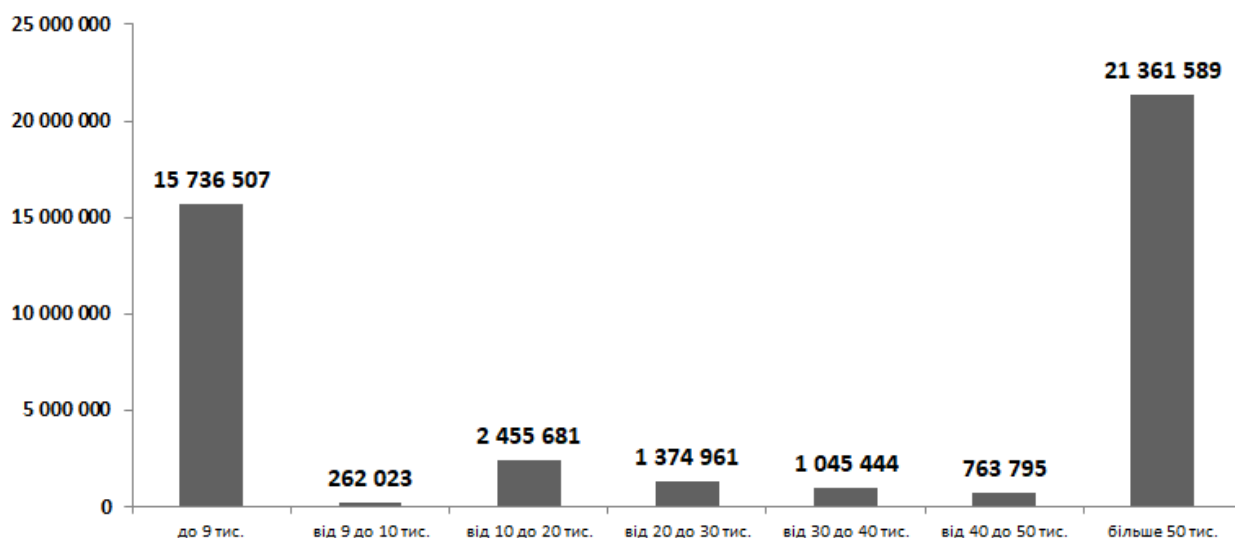 25 000 000
21 361 589
20 000 000
15 736 507
15 000 000
10 000 000
5 000 000
2 455 681
1 374 961
1 045 444
763 795
262 023
0
до 9 тис.
від 9 до 10 тис.
від 10 до 20 тис.
від 20 до 30 тис.
від 30 до 40 тис.
від 40 до 50 тис.
більше 50 тис.